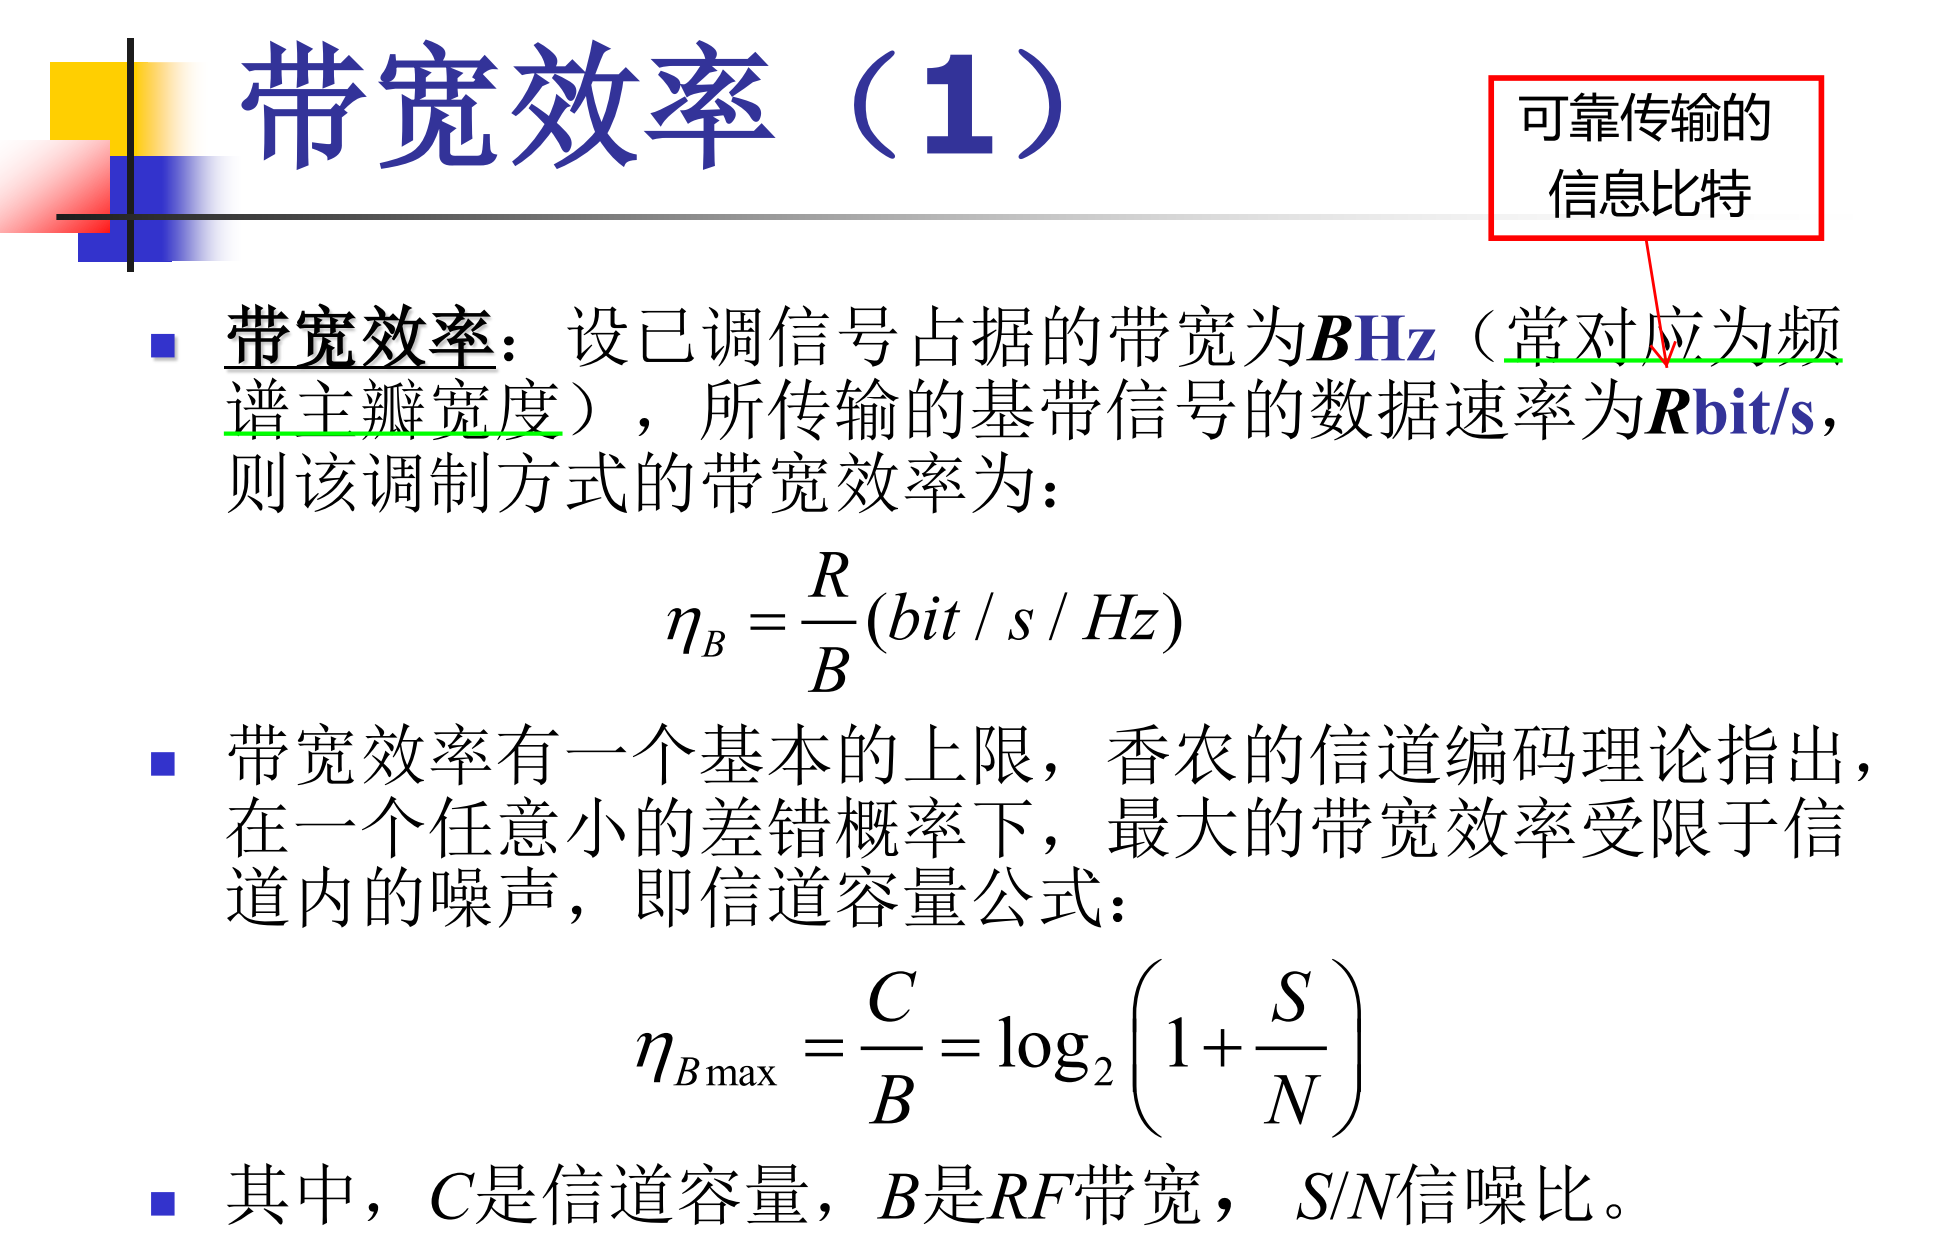 带宽效率（1）
可靠传输的
信息比特
带宽效率：设已调信号占据的带宽为BHz（常对应为频
谱主瓣宽度），所传输的基带信号的数据速率为Rbit/s，
则该调制方式的带宽效率为：
η_B = R/B (bit / s / Hz)
带宽效率有一个基本的上限，香农的信道编码理论指出，
在一个任意小的差错概率下，最大的带宽效率受限于信
道内的噪声，即信道容量公式：
η_{B max} = C/B = log₂(1 + S/N)
其中，C是信道容量，B是RF带宽， S/N信噪比。